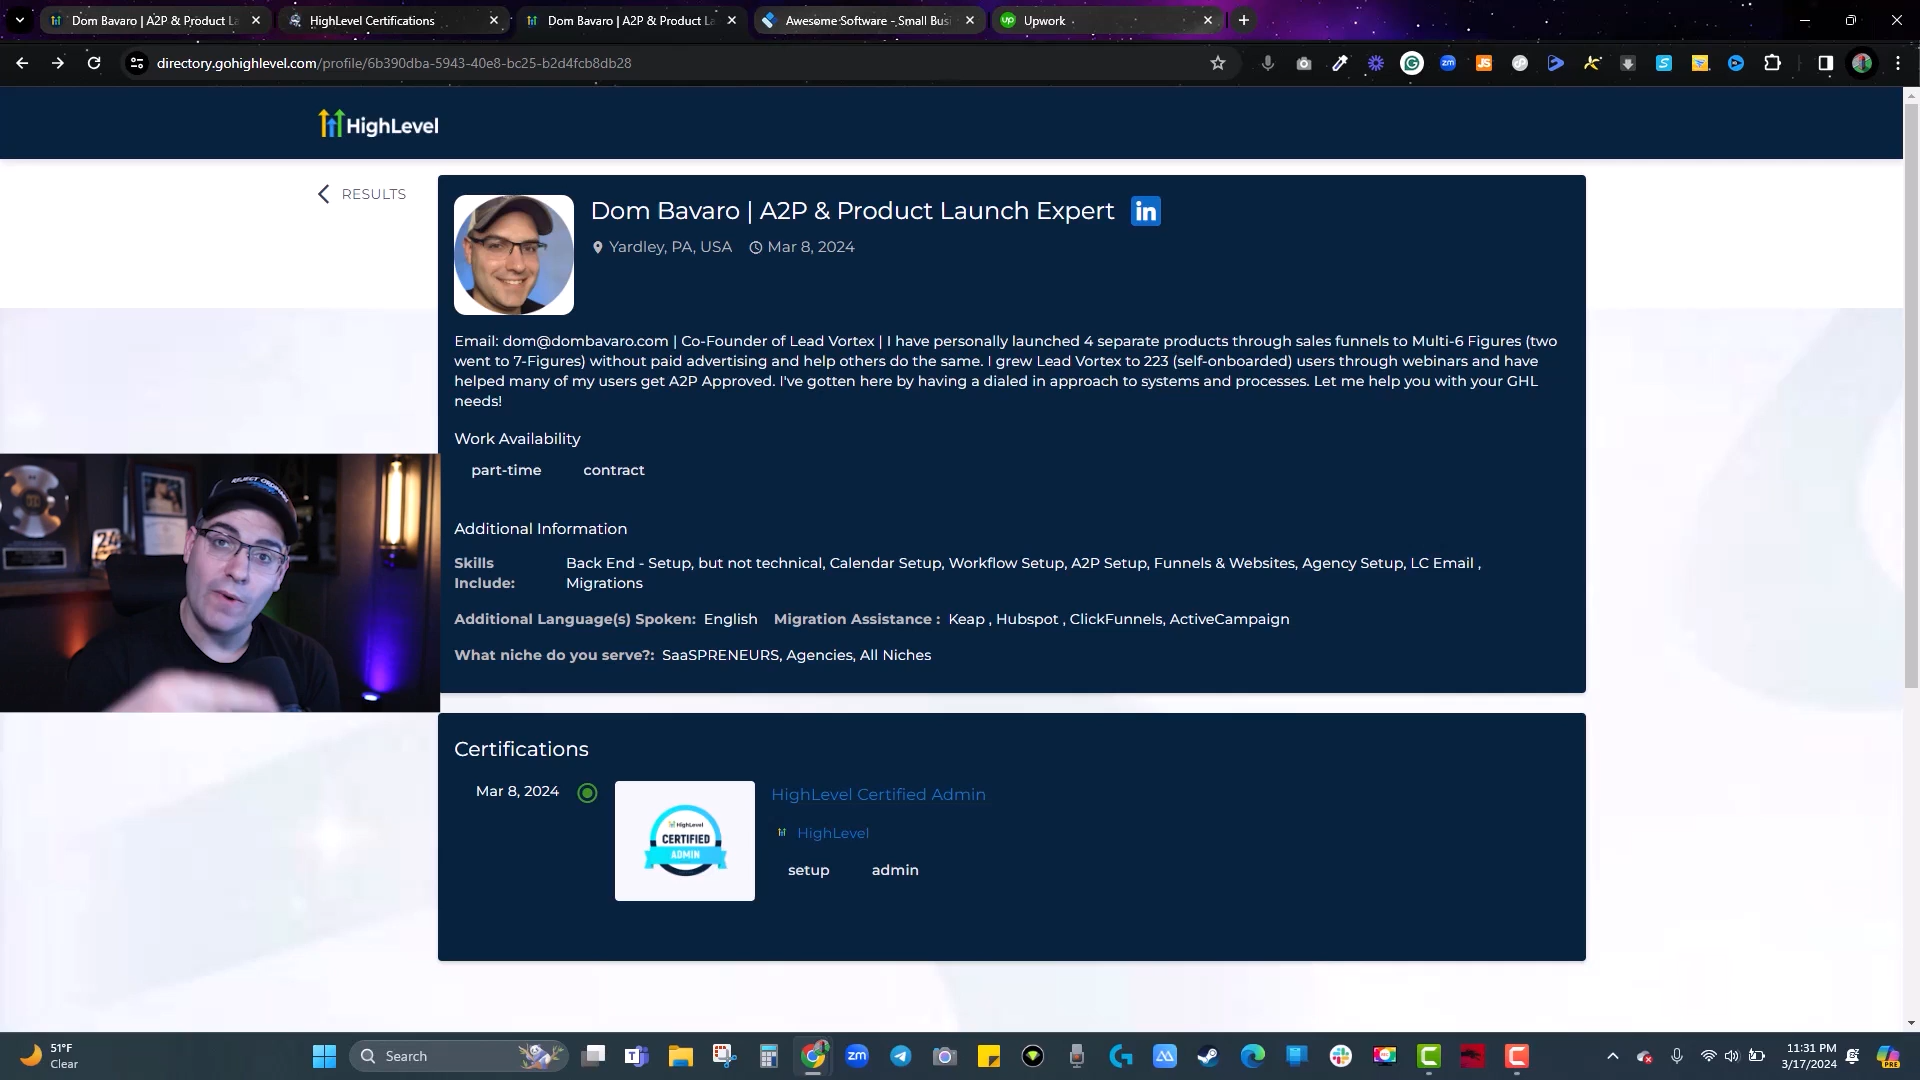 Dom Bavaro | A2P & Product La
HighLevel Certifications
Dom Bavaro | A2P & Product La
Awesome Software - Small Busi
Upwork
directory.gohighlevel.com/profile/6b390dba-5943-40e8-bc25-b2d4fcb8db28
HighLevel
RESULTS
Dom Bavaro | A2P & Product Launch Expert
Yardley, PA, USA Mar 8, 2024
Email: dom@dombavaro.com | Co-Founder of Lead Vortex | I have personally launched 4 separate products through sales funnels to Multi-6 Figures (two
went to 7-Figures) without paid advertising and help others do the same. I grew Lead Vortex to 223 (self-onboarded) users through webinars and have
helped many of my users get A2P Approved. I've gotten here by having a dialed in approach to systems and processes. Let me help you with your GHL
needs!
Work Availability
part-time contract
Additional Information
Skills Include: Back End - Setup, but not technical, Calendar Setup, Workflow Setup, A2P Setup, Funnels & Websites, Agency Setup, LC Email ,
Migrations
Additional Language(s) Spoken: English Migration Assistance : Keap , Hubspot , ClickFunnels, ActiveCampaign
What niche do you serve?: SaaSPRENEURS, Agencies, All Niches
Certifications
Mar 8, 2024
HighLevel
CERTIFIED
ADMIN
HighLevel Certified Admin
HighLevel
setup admin
51°F
Clear
Search
11:31 PM
3/17/2024